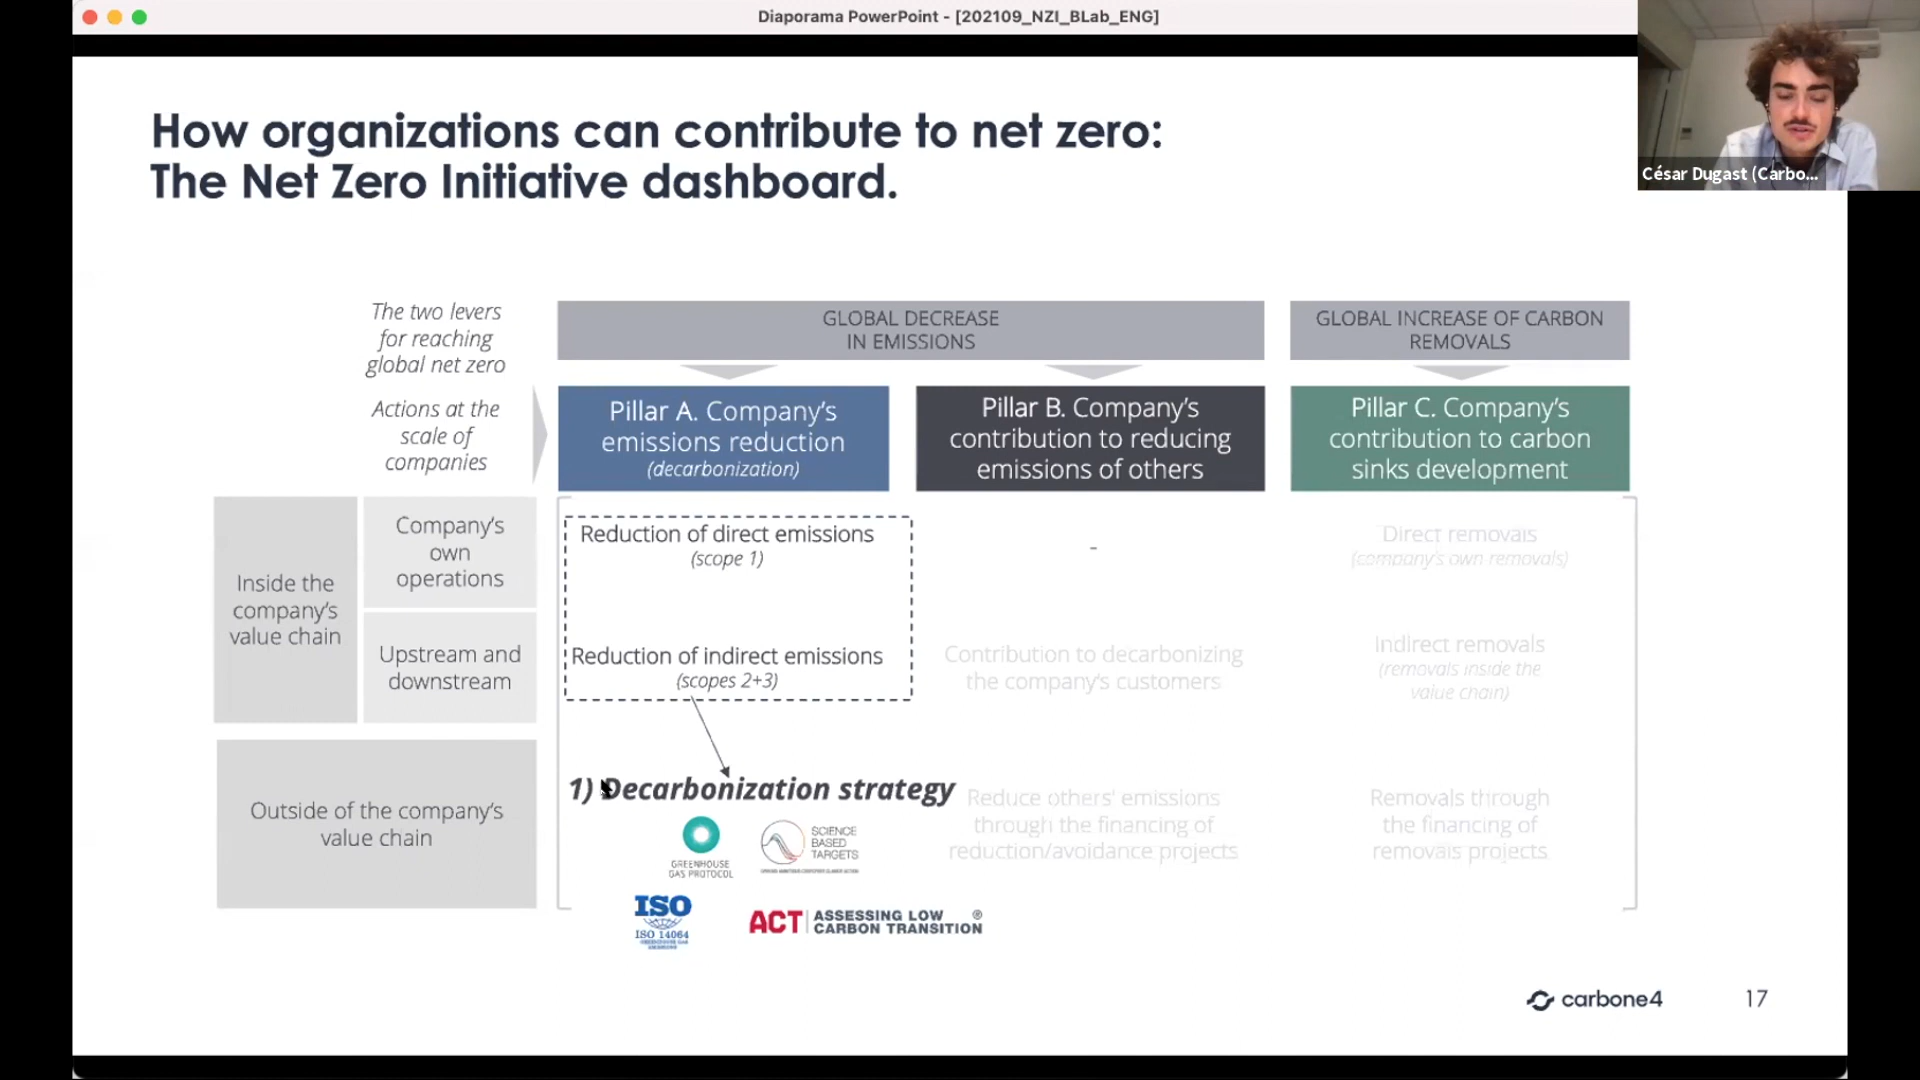 Diaporama PowerPoint - [202109_NZI_BLab_ENG]
César Dugast (Carbo...
How organizations can contribute to net zero:
The Net Zero Initiative dashboard.
The two levers
for reaching
global net zero
GLOBAL DECREASE
IN EMISSIONS
GLOBAL INCREASE OF CARBON
REMOVALS
Actions at the
scale of
companies
Pillar A. Company's
emissions reduction
(decarbonization)
Pillar B. Company's
contribution to reducing
emissions of others
Pillar C. Company's
contribution to carbon
sinks development
Inside the
company's
value chain
Company's
own
operations
Reduction of direct emissions
(scope 1)
-
Direct removals
(company's own removals)
Upstream and
downstream
Reduction of indirect emissions
(scopes 2+3)
Contribution to decarbonizing
the company's customers
Indirect removals
(removals inside the
value chain)
Outside of the company's
value chain
1) Decarbonization strategy
Reduce others' emissions
through the financing of
reduction/avoidance projects
Removals through
the financing of
removals projects
GREENHOUSE
GAS PROTOCOL
SCIENCE
BASED
TARGETS
ISO
ISO 14064
ACT
ASSESSING LOW
CARBON TRANSITION ®
carbone4
17